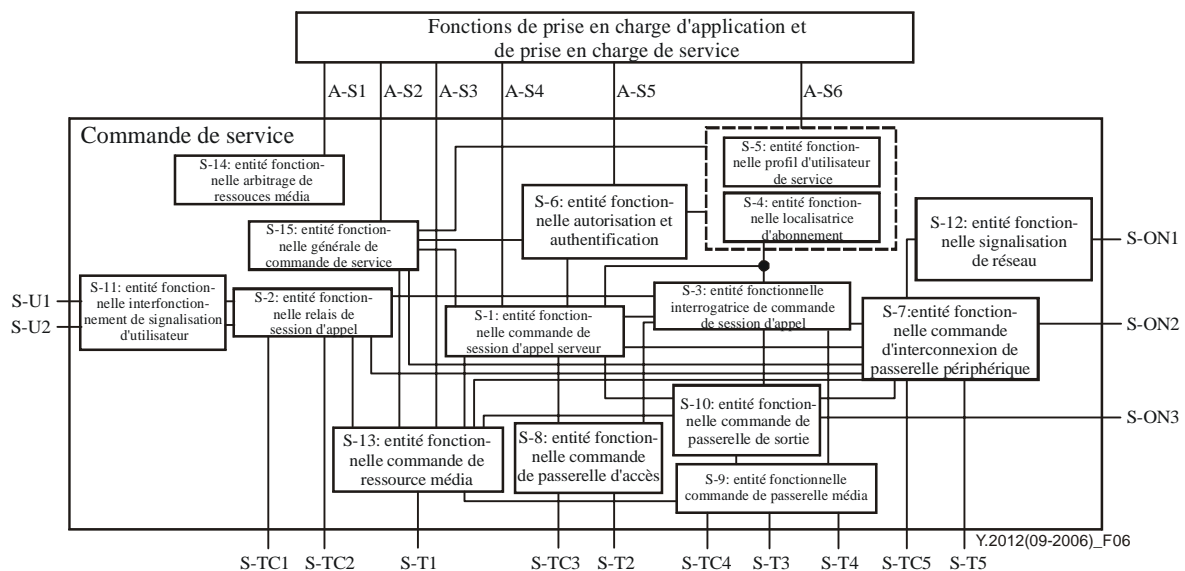 Fonctions de prise en charge d'application et
de prise en charge de service
A-S1
A-S2
A-S3
A-S4
A-S5
A-S6
Commande de service
S-14: entité fonction-
nelle arbitrage de
ressouces média
S-5: entité fonction-
nelle profil d'utilisateur
de service
S-6: entité fonction-
nelle autorisation et
authentification
S-4: entité fonction-
nelle localisatrice
d'abonnement
S-12: entité fonction-
nelle signalisation
de réseau
S-ON1
S-15: entité fonction-
nelle générale de
commande de service
S-U1
S-U2
S-11: entité fonction-
nelle interfonction-
nement de signalisation
d'utilisateur
S-2: entité fonction-
nelle relais de
session d'appel
S-1: entité fonction-
nelle commande de
session d'appel serveur
S-3: entité fonctionnelle
interrogatrice de commande
de session d'appel
S-7:entité fonction-
nelle commande
d'interconnexion de
passerelle périphérique
S-ON2
S-10: entité fonction-
nelle commande de
passerelle de sortie
S-ON3
S-13: entité fonction-
nelle commande de
ressource média
S-8: entité fonction-
nelle commande
de passerelle d'accès
S-9: entité fonctionnelle
commande de passerelle média
Y.2012(09-2006)_F06
S-TC1
S-TC2
S-T1
S-TC3
S-T2
S-TC4
S-T3
S-T4
S-TC5
S-T5